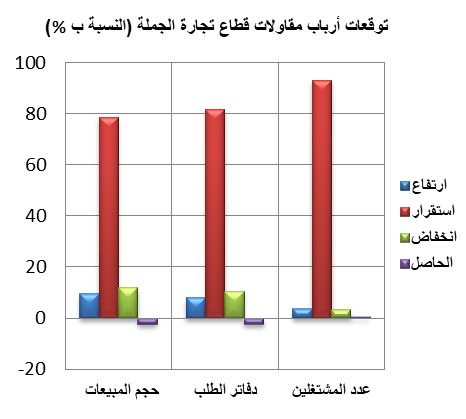 توقعات أرباب مقاولات قطاع تجارة الجملة (النسبة ب %)
100
80
60
40
20
0
-20
ارتفاع
استقرار
انخفاض
الحاصل
حجم المبيعات
دفاتر الطلب
عدد المشتغلين